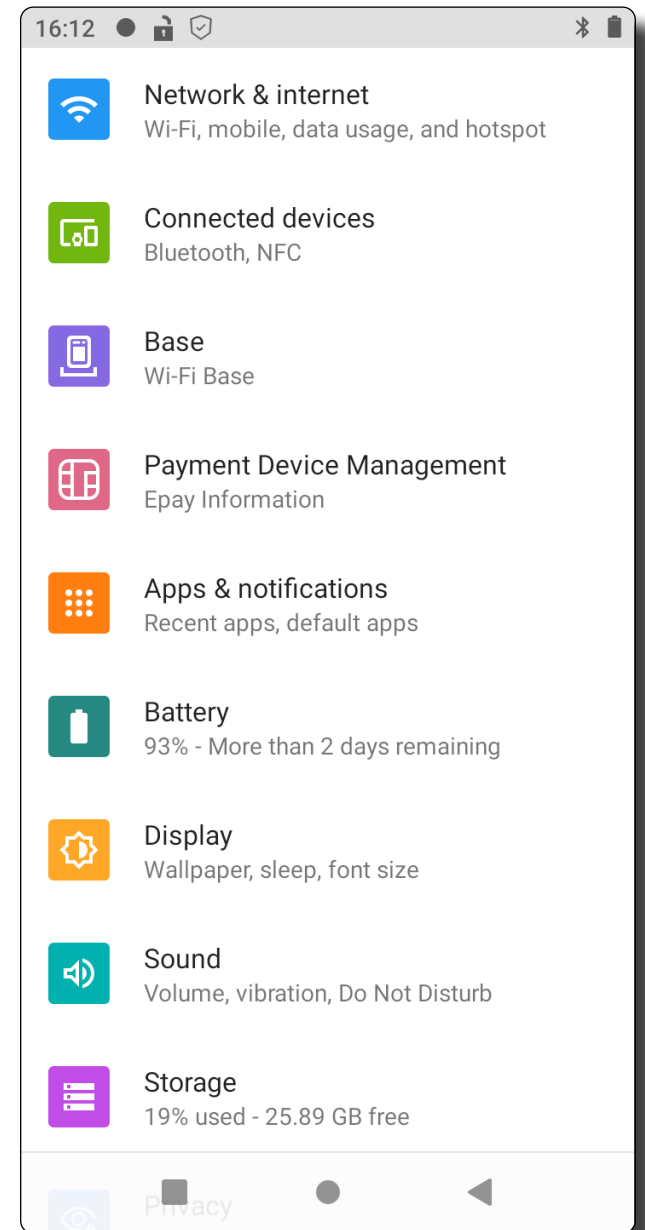 16:12
Network & internet
Wi-Fi, mobile, data usage, and hotspot
Connected devices
Bluetooth, NFC
Base
Wi-Fi Base
Payment Device Management
Epay Information
Apps & notifications
Recent apps, default apps
Battery
93% - More than 2 days remaining
Display
Wallpaper, sleep, font size
Sound
Volume, vibration, Do Not Disturb
Storage
19% used - 25.89 GB free
Privacy